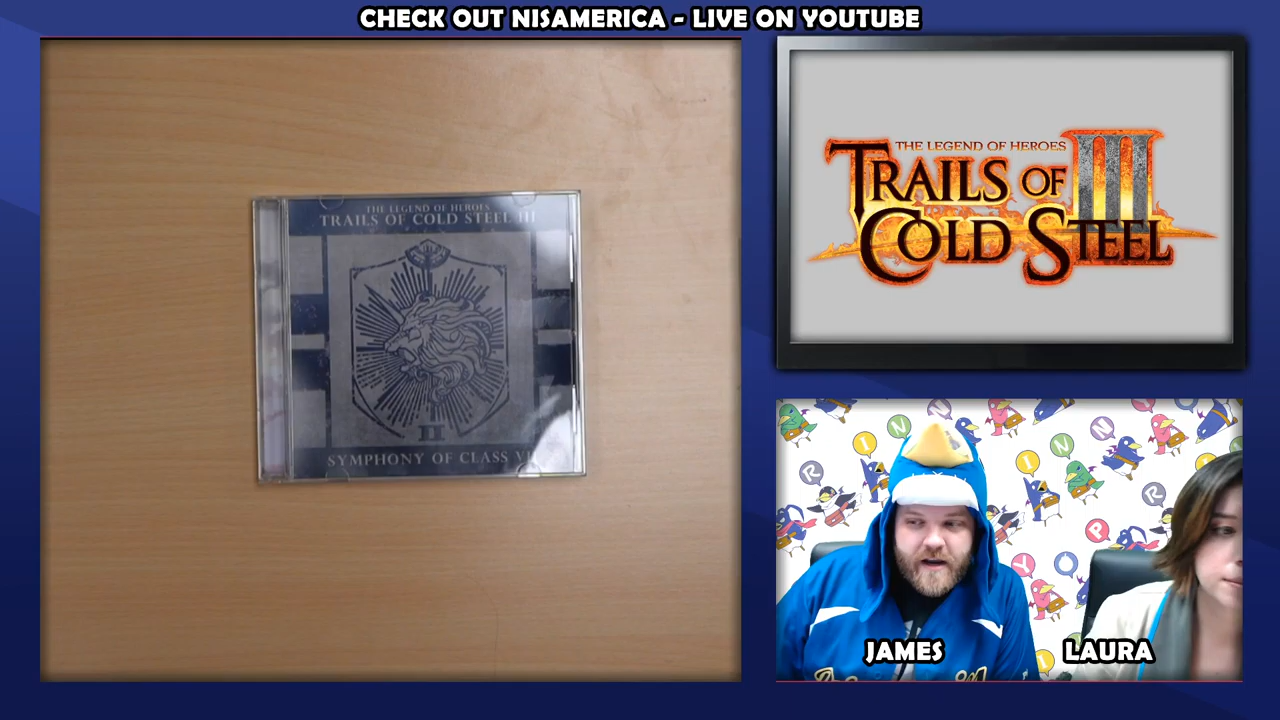 CHECK OUT NISAMERICA - LIVE ON YOUTUBE
THE LEGEND OF HEROES
TRAILS OF COLD STEEL III
II
SYMPHONY OF CLASS VII
THE LEGEND OF HEROES
TRAILS OF III
COLD STEEL
R I N N
I N N
R
P
Y O
I
JAMES
LAURA